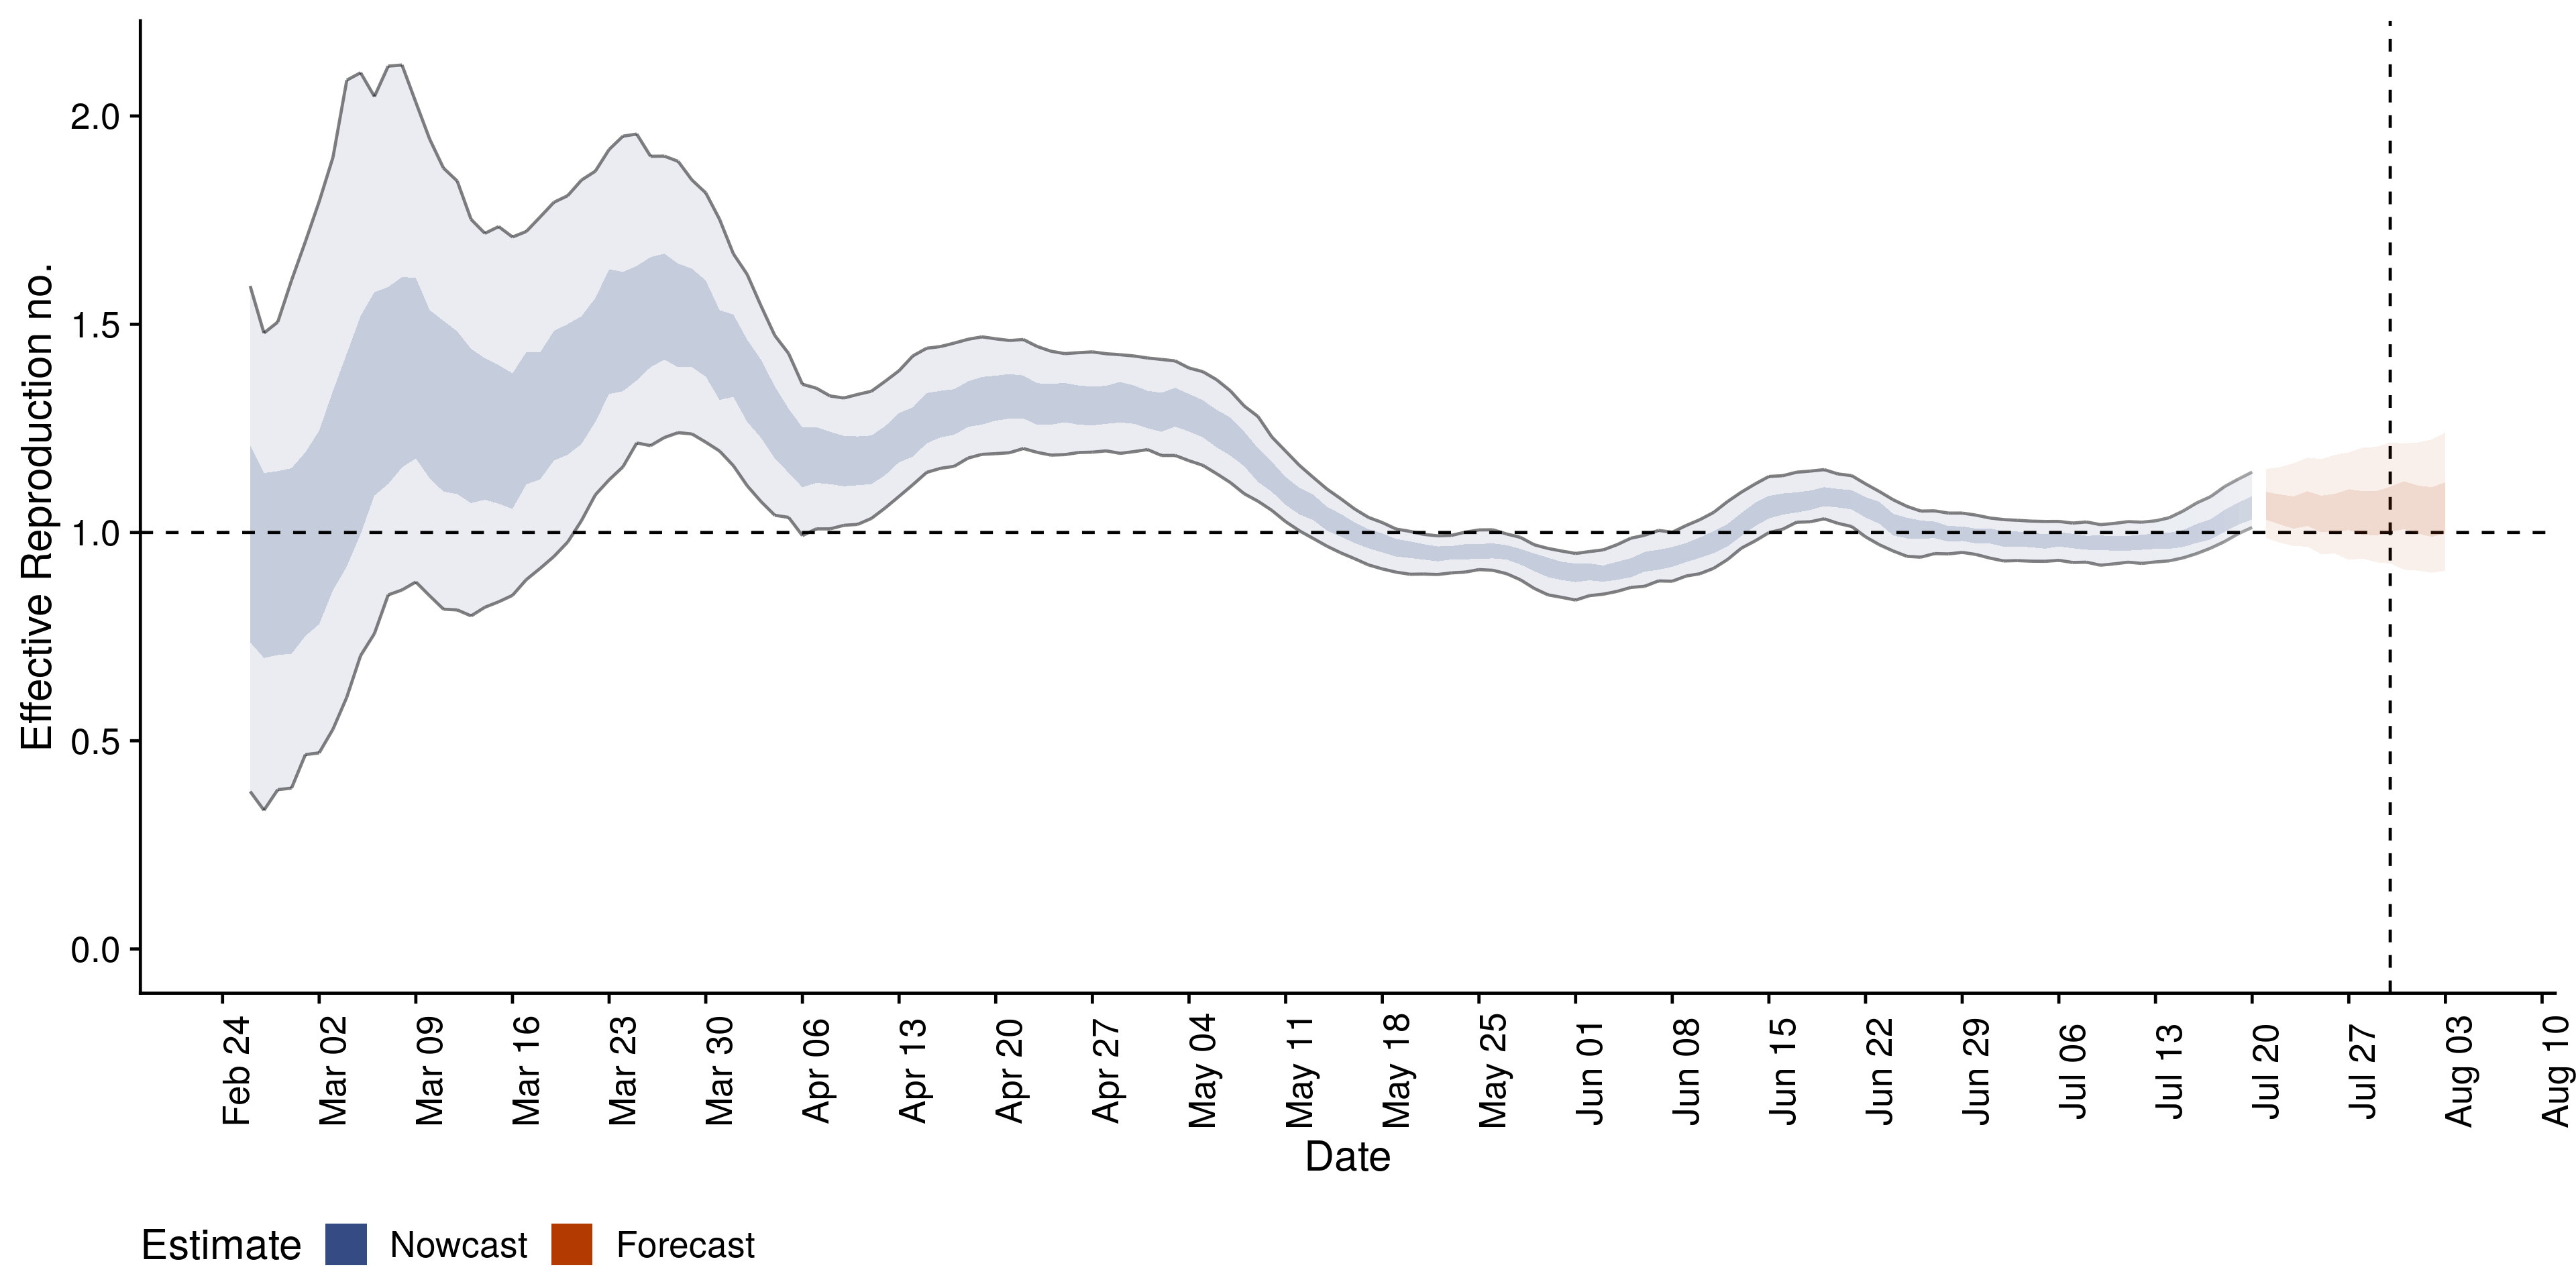 Effective Reproduction no.
2.0
1.5
1.0
0.5
0.0
Feb 24
Mar 02
Mar 09
Mar 16
Mar 23
Mar 30
Apr 06
Apr 13
Apr 20
Apr 27
May 04
May 11
May 18
May 25
Jun 01
Jun 08
Jun 15
Jun 22
Jun 29
Jul 06
Jul 13
Jul 20
Jul 27
Aug 03
Aug 10
Date
Estimate Nowcast Forecast